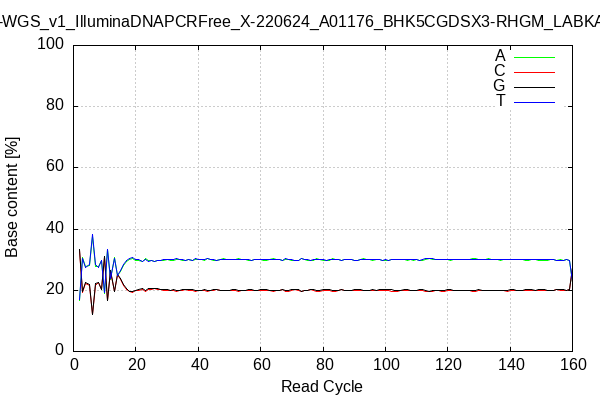 -WGS_v1_IlluminaDNAPCRFree_X-220624_A01176_BHK5CGDSX3-RHGM_LABKA
Base content [%]
100
80
60
40
20
0
A
C
G
T
0 20 40 60 80 100 120 140 160
Read Cycle